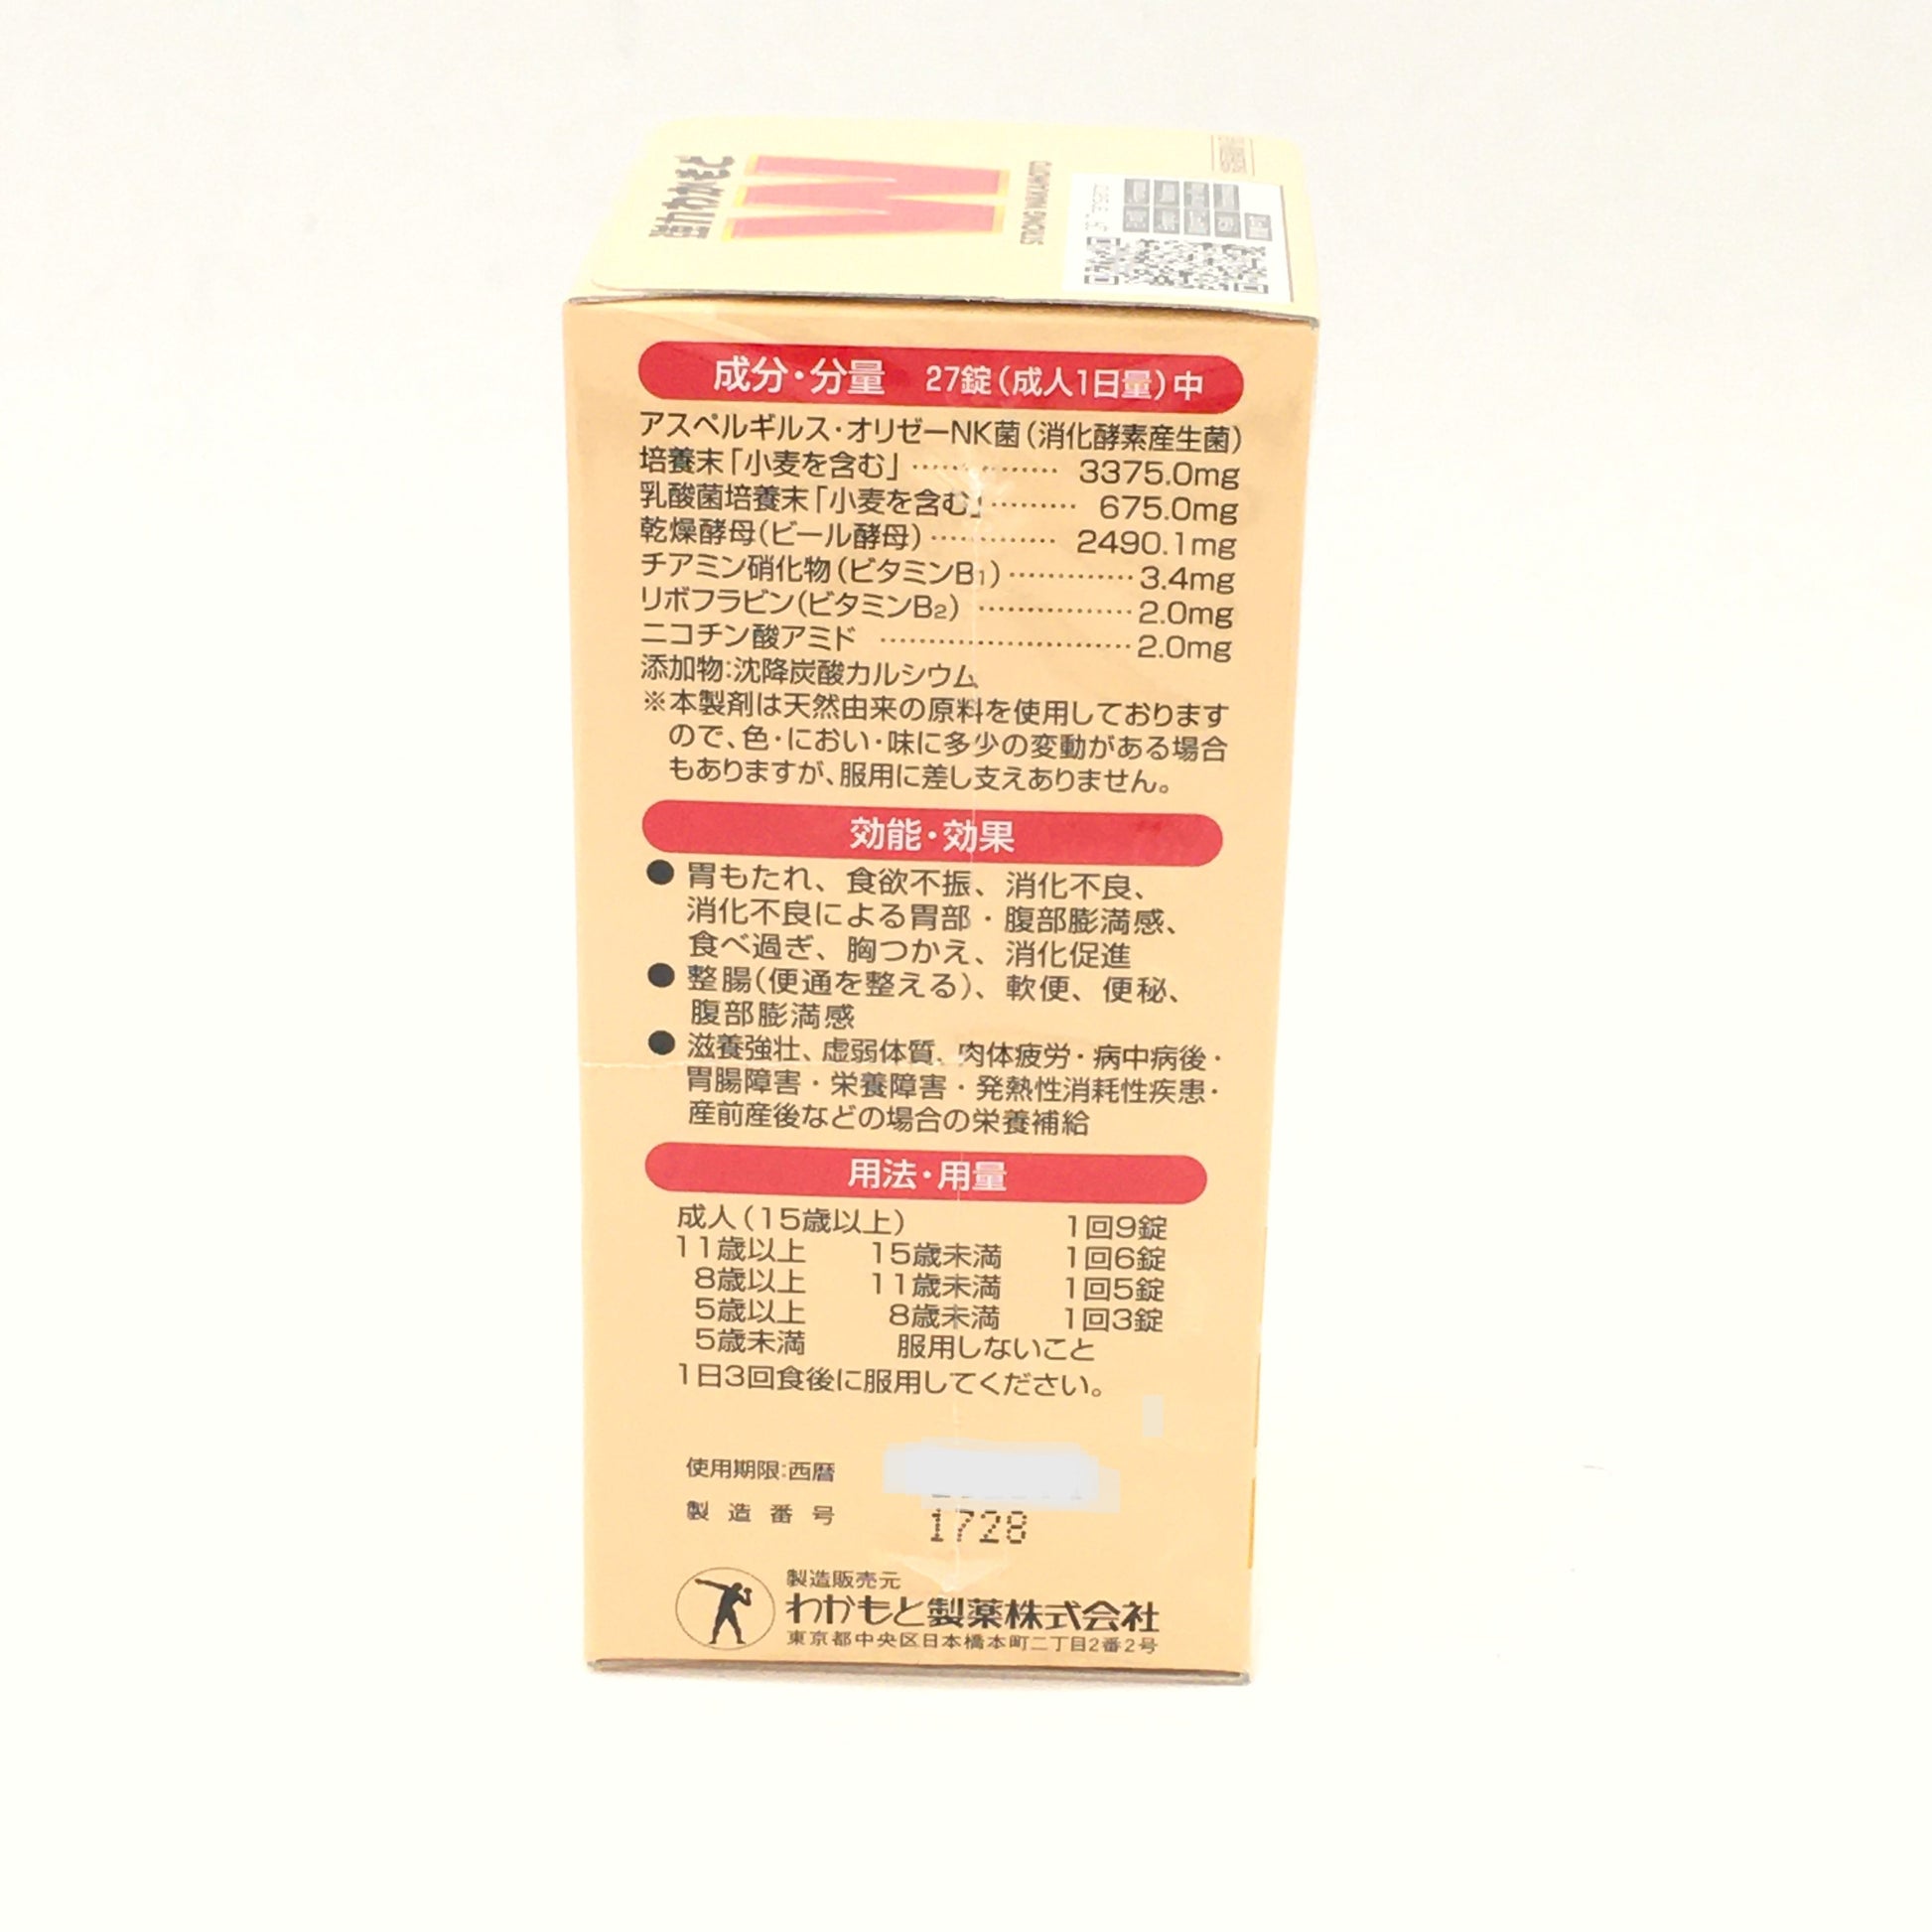 強力わかもと
W
STRONG WAKAMOTO
成分・分量 27錠(成人1日量)中
アスペルギルス・オリゼーNK菌(消化酵素産生菌)
培養末「小麦を含む」 …………… 3375.0mg
乳酸菌培養末「小麦を含む」……… 675.0mg
乾燥酵母(ビール酵母) ………… 2490.1mg
チアミン硝化物(ビタミンB1) …………3.4mg
リボフラビン(ビタミンB2) ……………2.0mg
ニコチン酸アミド ……………………2.0mg
添加物:沈降炭酸カルシウム
※本製剤は天然由来の原料を使用しております
ので、色・におい・味に多少の変動がある場合
もありますが、服用に差し支えありません。
効能・効果
● 胃もたれ、食欲不振、消化不良、
消化不良による胃部・腹部膨満感、
食べ過ぎ、胸つかえ、消化促進
● 整腸(便通を整える)、軟便、便秘、
腹部膨満感
● 滋養強壮、虚弱体質、肉体疲労・病中病後・
胃腸障害・栄養障害・発熱性消耗性疾患・
産前産後などの場合の栄養補給
用法・用量
成人(15歳以上) 1回9錠
11歳以上 15歳未満 1回6錠
8歳以上 11歳未満 1回5錠
5歳以上 8歳未満 1回3錠
5歳未満 服用しないこと
1日3回食後に服用してください。
使用期限:西暦
製造番号 1728
製造販売元
わかもと製薬株式会社
東京都中央区日本橋本町二丁目2番2号